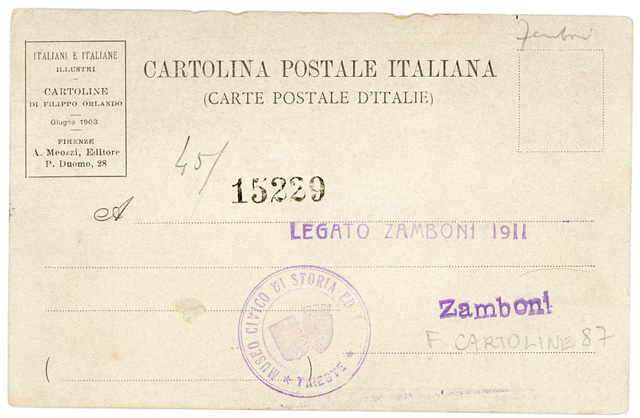 Zamboni
ITALIANI E ITALIANE
ILLUSTRI
CARTOLINE
DI FILIPPO ORLANDO
Giugno 1903
FIRENZE
A. Meozzi, Editore
P. Duomo, 28
CARTOLINA POSTALE ITALIANA
(CARTE POSTALE D'ITALIE)
45/
15229
A
LEGATO ZAMBONI 1911
MUSEO CIVICO DI STORIA ED
TRIESTE
Zamboni
F. CARTOLINE 87